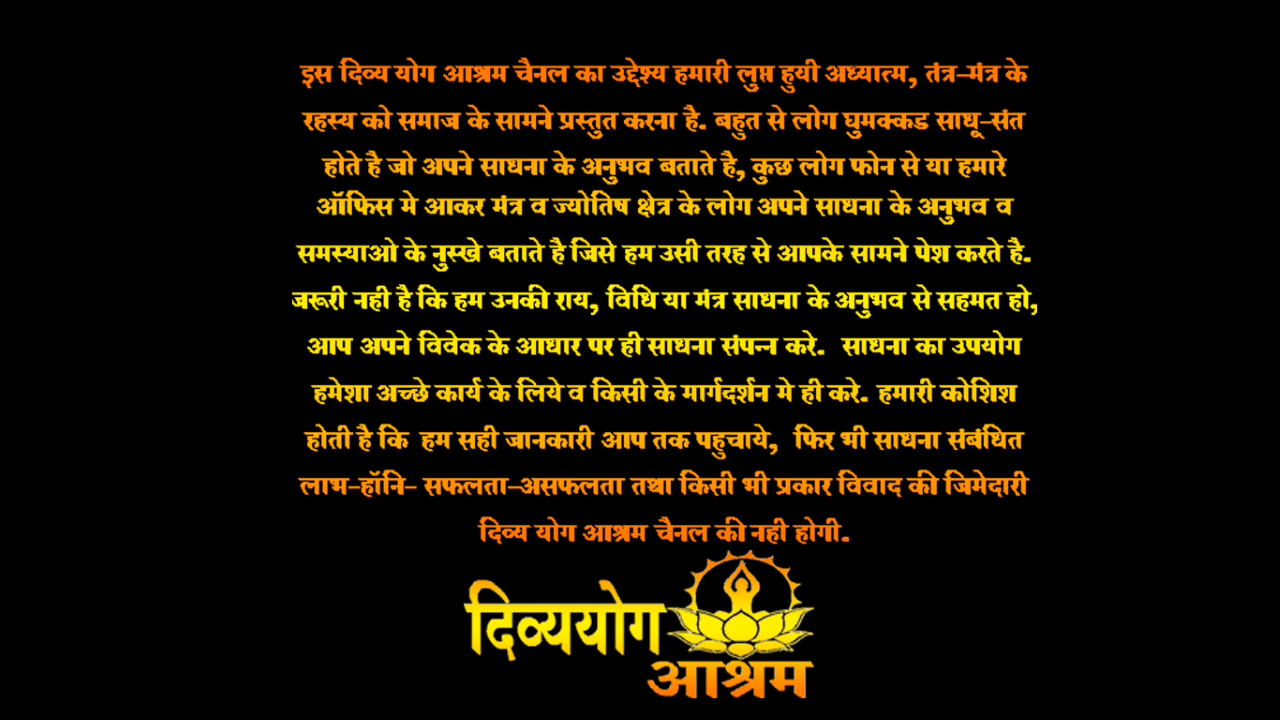 इस दिव्य योग आश्रम चैनल का उद्देश्य हमारी लुप्त हुयी अध्यात्म, तंत्र-मंत्र के
रहस्य को समाज के सामने प्रस्तुत करना है. बहुत से लोग घुमक्कड साधू-संत
होते है जो अपने साधना के अनुभव बताते है, कुछ लोग फोन से या हमारे
ऑफिस मे आकर मंत्र व ज्योतिष क्षेत्र के लोग अपने साधना के अनुभव व
समस्याओ के नुस्खे बताते है जिसे हम उसी तरह से आपके सामने पेश करते है.
जरूरी नही है कि हम उनकी राय, विधि या मंत्र साधना के अनुभव से सहमत हो,
आप अपने विवेक के आधार पर ही साधना संपन्न करे. साधना का उपयोग
हमेशा अच्छे कार्य के लिये व किसी के मार्गदर्शन मे ही करे. हमारी कोशिश
होती है कि हम सही जानकारी आप तक पहुचाये, फिर भी साधना संबंधित
लाभ-हॉनि- सफलता-असफलता तथा किसी भी प्रकार विवाद की जिमेदारी
दिव्य योग आश्रम चैनल की नही होगी.
दिव्ययोग
आश्रम